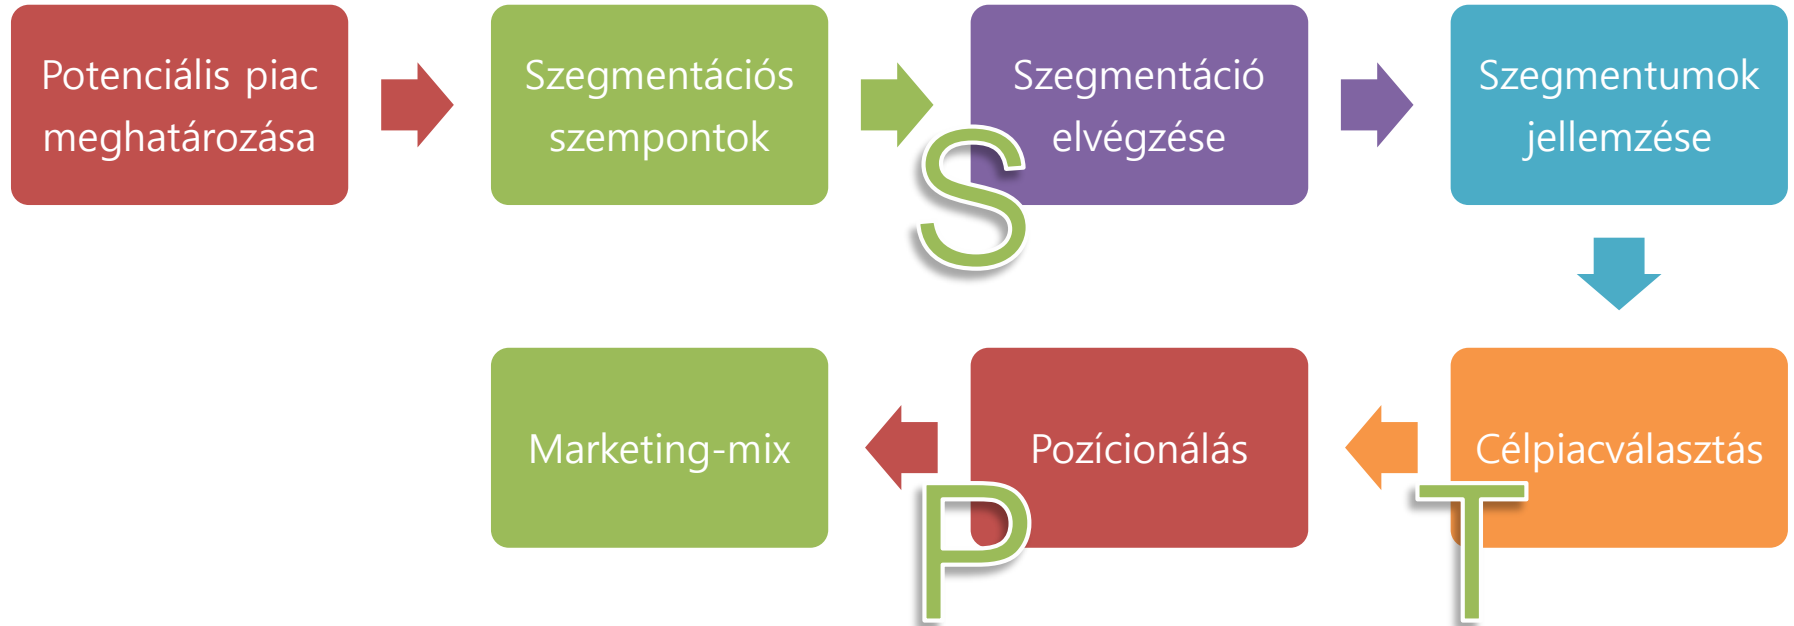 Potenciális piac
meghatározása
Szegmentációs
szempontok
S
Szegmentáció
elvégzése
Szegmentumok
jellemzése
T
Célpiacválasztás
P
Pozícionálás
Marketing-mix